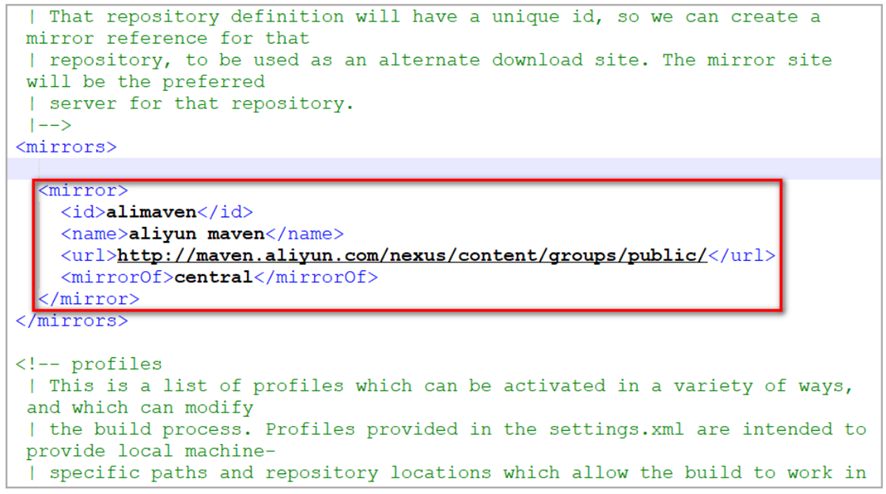 | That repository definition will have a unique id, so we can create a
mirror reference for that
| repository, to be used as an alternate download site. The mirror site
will be the preferred
| server for that repository.
|-->
<mirrors>
<mirror>
<id>alimaven</id>
<name>aliyun maven</name>
<url>http://maven.aliyun.com/nexus/content/groups/public/</url>
<mirrorOf>central</mirrorOf>
</mirror>
</mirrors>
<!-- profiles
| This is a list of profiles which can be activated in a variety of ways,
and which can modify
| the build process. Profiles provided in the settings.xml are intended to
provide local machine-
| specific paths and repository locations which allow the build to work in